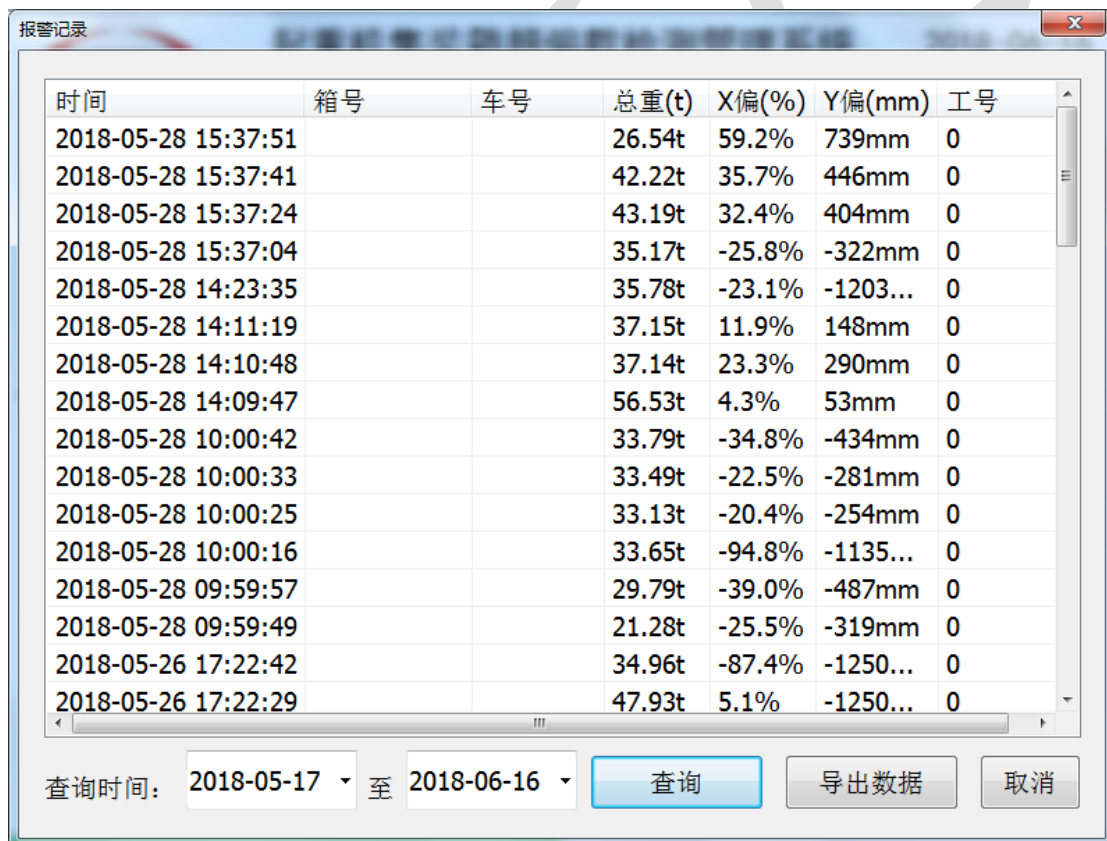 报警记录
时间 箱号 车号 总重(t) X偏(%) Y偏(mm) 工号
2018-05-28 15:37:51 26.54t 59.2% 739mm 0
2018-05-28 15:37:41 42.22t 35.7% 446mm 0
2018-05-28 15:37:24 43.19t 32.4% 404mm 0
2018-05-28 15:37:04 35.17t -25.8% -322mm 0
2018-05-28 14:23:35 35.78t -23.1% -1203... 0
2018-05-28 14:11:19 37.15t 11.9% 148mm 0
2018-05-28 14:10:48 37.14t 23.3% 290mm 0
2018-05-28 14:09:47 56.53t 4.3% 53mm 0
2018-05-28 10:00:42 33.79t -34.8% -434mm 0
2018-05-28 10:00:33 33.49t -22.5% -281mm 0
2018-05-28 10:00:25 33.13t -20.4% -254mm 0
2018-05-28 10:00:16 33.65t -94.8% -1135... 0
2018-05-28 09:59:57 29.79t -39.0% -487mm 0
2018-05-28 09:59:49 21.28t -25.5% -319mm 0
2018-05-26 17:22:42 34.96t -87.4% -1250... 0
2018-05-26 17:22:29 47.93t 5.1% -1250... 0
查询时间: 2018-05-17 至 2018-06-16 查询 导出数据 取消